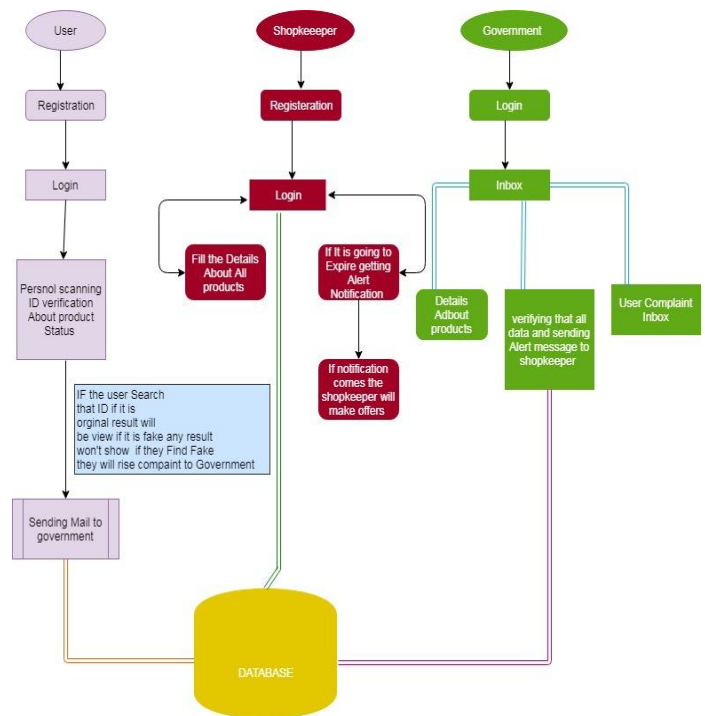 User
Registration
Login
Persnol scanning
ID verification
About product
Status
IF the user Search
that ID if it is
orginal result will
be view if it is fake any result
won't show if they Find Fake
they will rise compaint to Government
Sending Mail to
government
Shopkeeeper
Registeration
Login
Fill the Details
About All
products
If It is going to
Expire getting
Alert
Notification
If notification
comes the
shopkeeper will
make offers
Government
Login
Inbox
Details
Adbout
products
verifying that all
data and sending
Alert message to
shopkeeper
User Complaint
Inbox
DATABASE